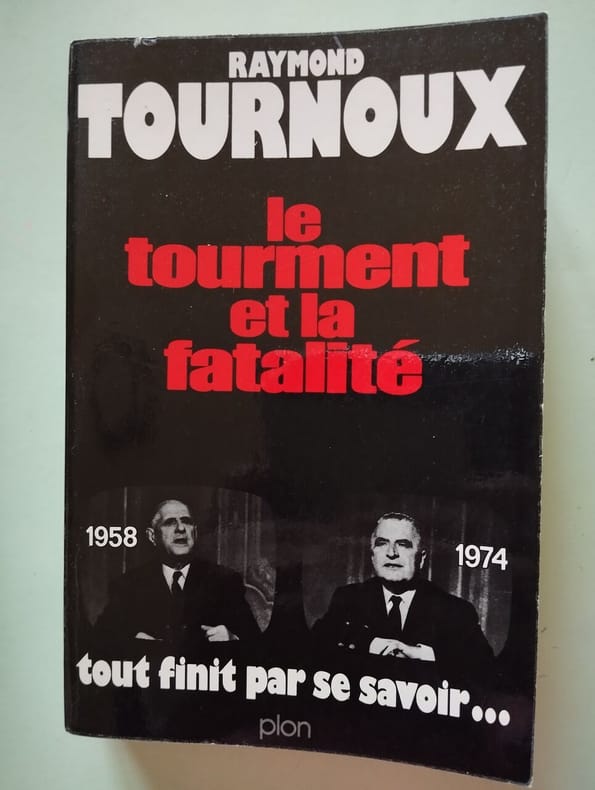 RAYMOND
TOURNOUX
le
tourment
et la
fatalité
1958
1974
tout finit par se savoir...
plon